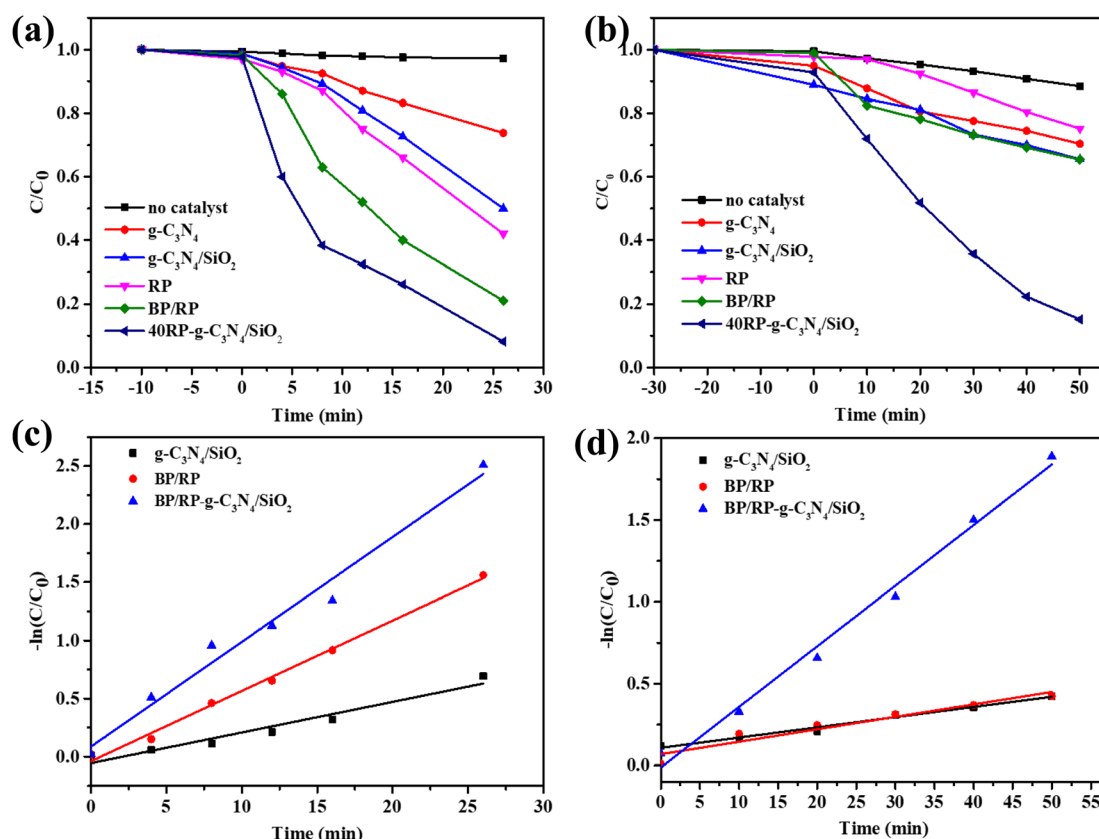 (a)
1.0
0.8
0.6
0.4
0.2
0.0
C/C₀
no catalyst
g-C₃N₄
g-C₃N₄/SiO₂
RP
BP/RP
40RP-g-C₃N₄/SiO₂
-15 -10 -5 0 5 10 15 20 25 30
Time (min)
(b)
1.0
0.8
0.6
0.4
0.2
0.0
C/C₀
no catalyst
g-C₃N₄
g-C₃N₄/SiO₂
RP
BP/RP
40RP-g-C₃N₄/SiO₂
-30 -20 -10 0 10 20 30 40 50
Time (min)
(c)
2.5
2.0
1.5
1.0
0.5
0.0
-ln(C/C₀)
g-C₃N₄/SiO₂
BP/RP
BP/RP-g-C₃N₄/SiO₂
0 5 10 15 20 25 30
Time (min)
(d)
2.0
1.5
1.0
0.5
0.0
-ln(C/C₀)
g-C₃N₄/SiO₂
BP/RP
BP/RP-g-C₃N₄/SiO₂
0 5 10 15 20 25 30 35 40 45 50 55
Time (min)